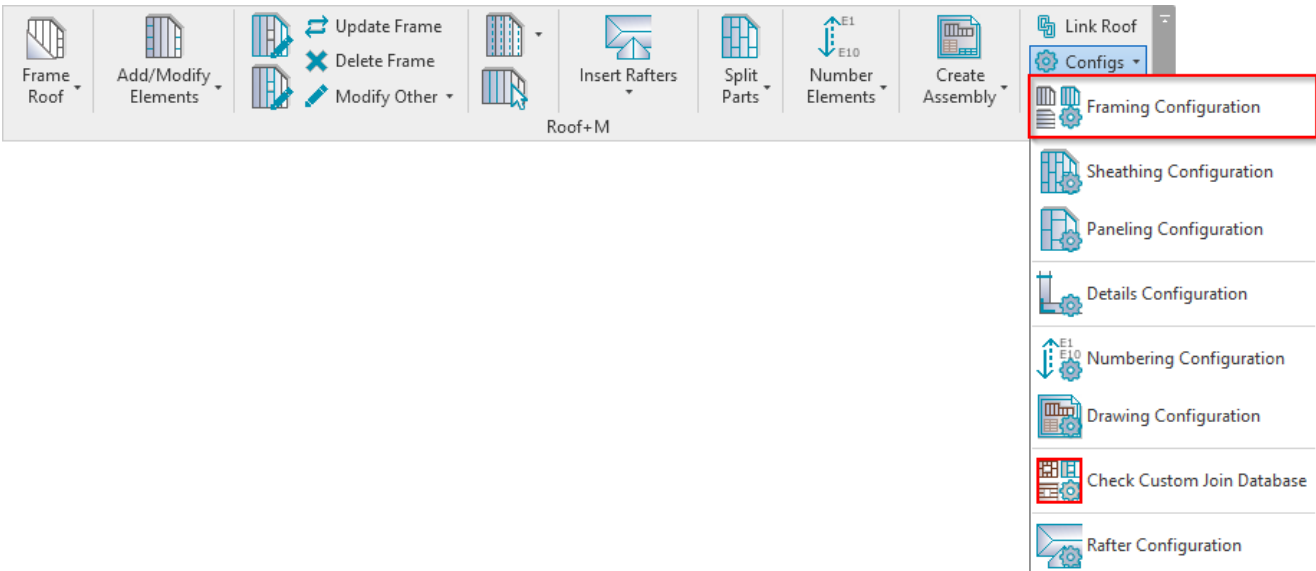 Frame
Roof
Add/Modify
Elements
Update Frame
Delete Frame
Modify Other
Insert Rafters
Split
Parts
E1
E10
Number
Elements
Create
Assembly
Link Roof
Configs
Roof+M
Framing Configuration
Sheathing Configuration
Paneling Configuration
Details Configuration
E1
E10
Numbering Configuration
Drawing Configuration
Check Custom Join Database
Rafter Configuration